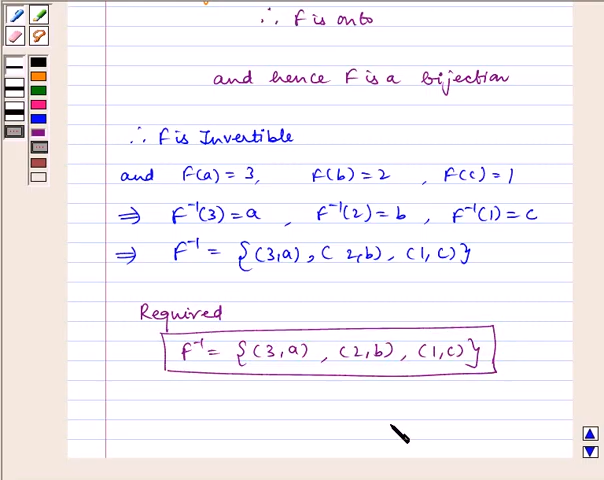 ∴ F is onto
and hence F is a bijection
∴ F is Invertible
and F(a) = 3, F(b) = 2 , F(c) = 1
⇒ F⁻¹(3) = a , F⁻¹(2) = b , F⁻¹(1) = c
⇒ F⁻¹ = {(3,a), (2,b), (1,c)}
Required
F⁻¹ = {(3,a) , (2,b) , (1,c)}